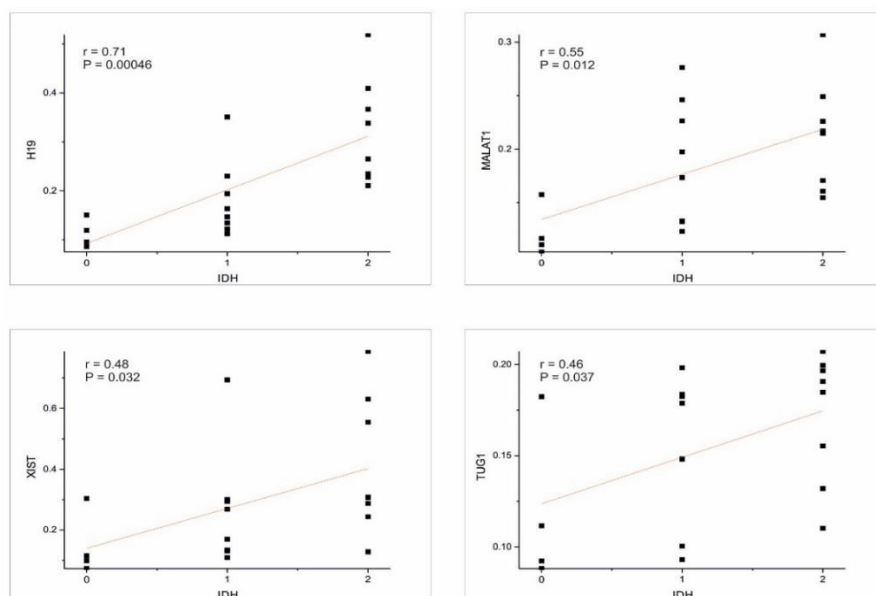 r = 0.71
P = 0.00046
0.4
0.2
H19
0 1 2
IDH
r = 0.55
P = 0.012
0.3
0.2
MALAT1
0 1 2
IDH
r = 0.48
P = 0.032
0.6
0.4
0.2
XIST
0 1 2
IDH
r = 0.46
P = 0.037
0.20
0.15
0.10
TUG1
0 1 2
IDH